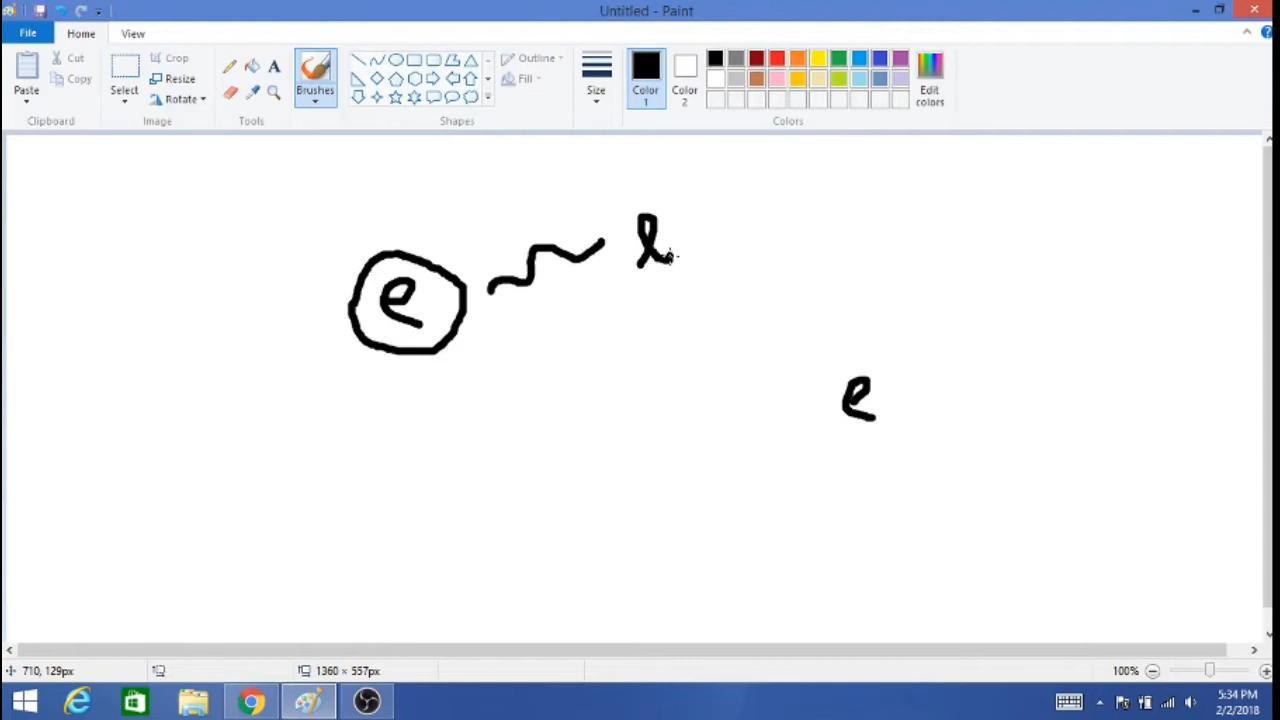 Untitled - Paint
File Home View
Cut
Copy
Paste
Clipboard
Crop
Resize
Rotate
Select
Image
A
Tools
Brushes
Outline
Fill
Shapes
Size
Color 1
Color 2
Edit colors
Colors
e
e
710, 129px
1360 × 557px
100%
5:34 PM
2/2/2018